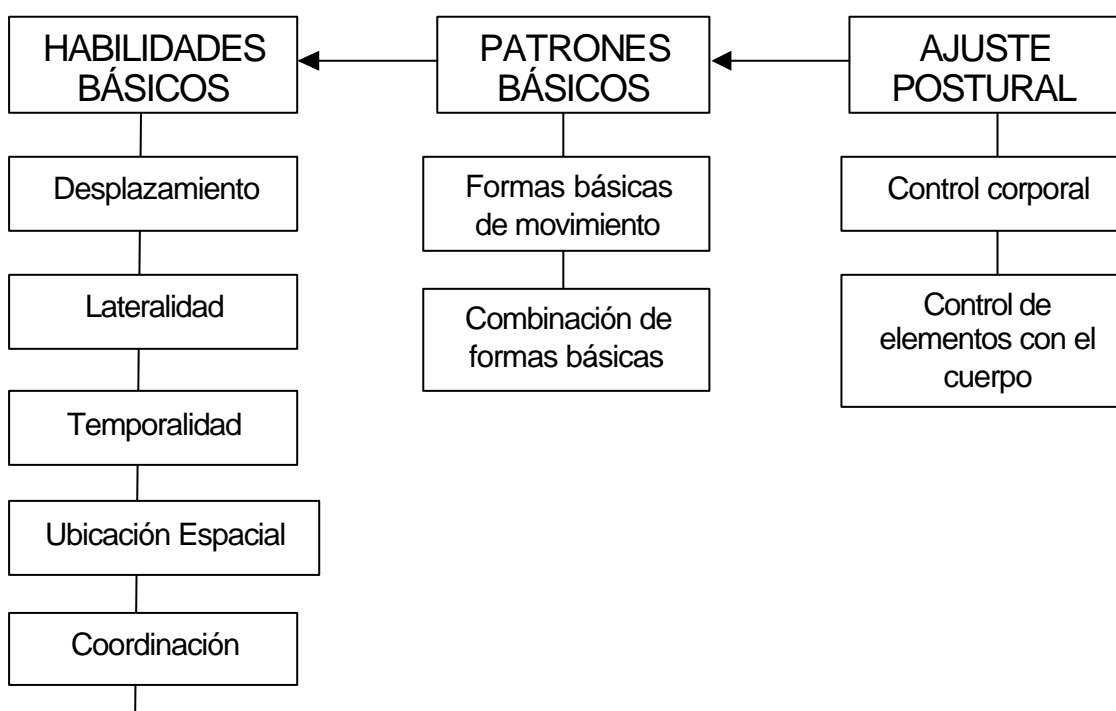 HABILIDADES
BÁSICOS
Desplazamiento
Lateralidad
Temporalidad
Ubicación Espacial
Coordinación
PATRONES
BÁSICOS
Formas básicas
de movimiento
Combinación de
formas básicas
AJUSTE
POSTURAL
Control corporal
Control de
elementos con el
cuerpo